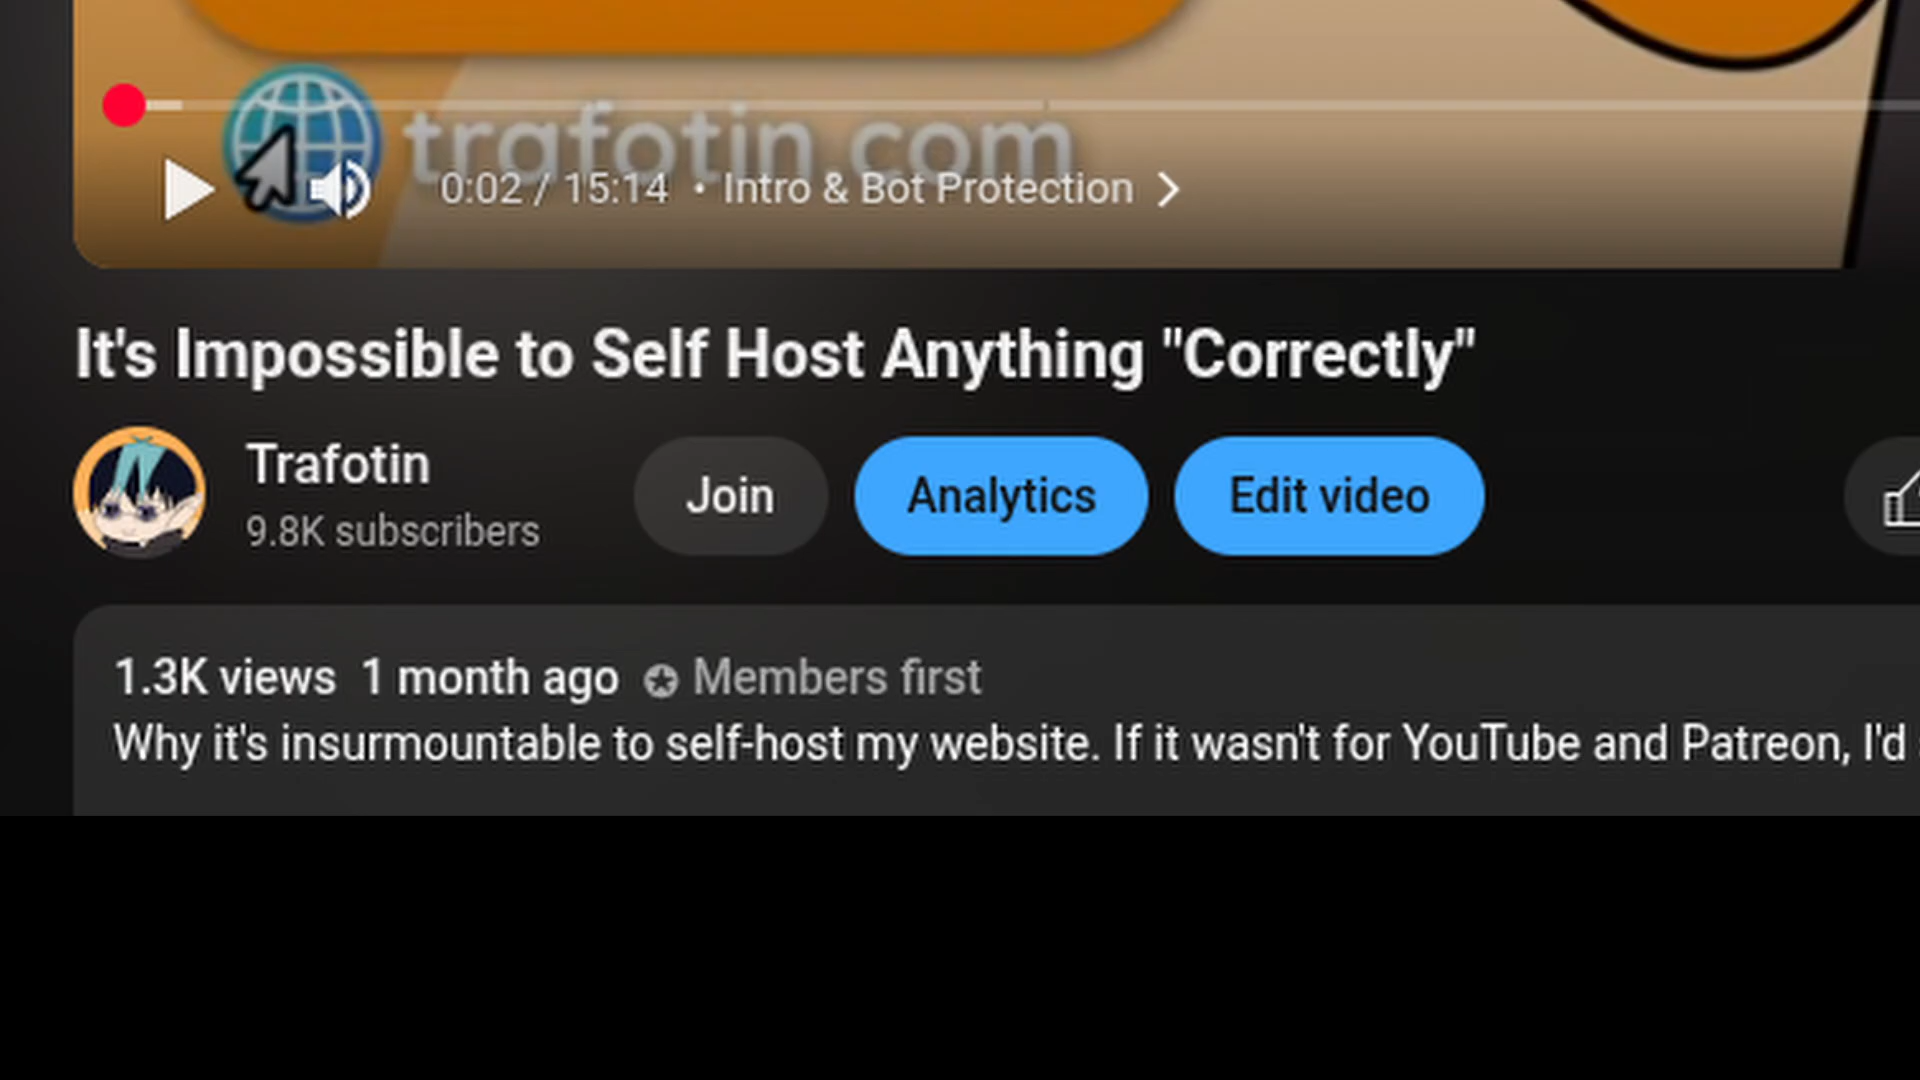 trafotin.com
0:02 / 15:14 • Intro & Bot Protection
It's Impossible to Self Host Anything "Correctly"
Trafotin
9.8K subscribers
Join
Analytics
Edit video
1.3K views 1 month ago Members first
Why it's insurmountable to self-host my website. If it wasn't for YouTube and Patreon, I'd